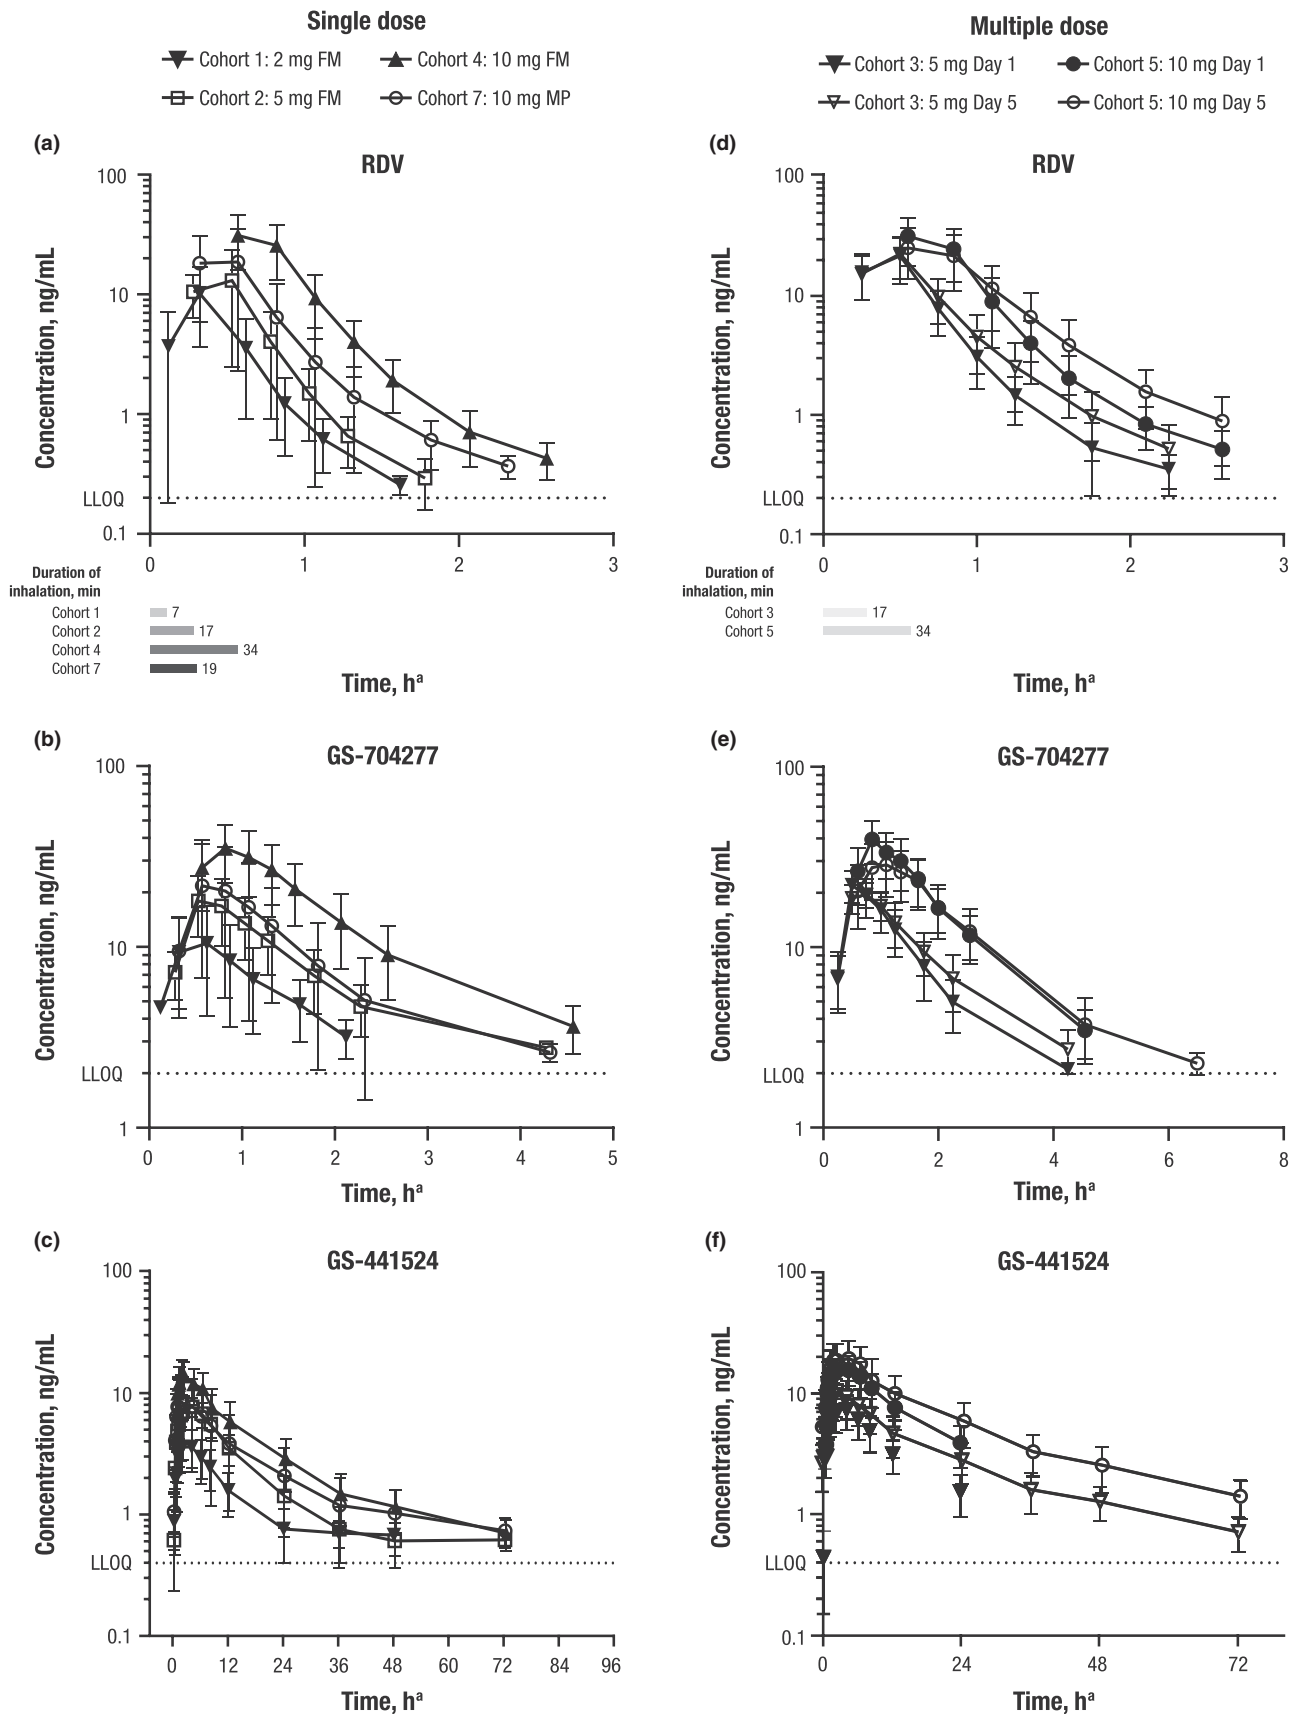 Single dose
Cohort 1: 2 mg FM
Cohort 4: 10 mg FM
Cohort 2: 5 mg FM
Cohort 7: 10 mg MP
Multiple dose
Cohort 3: 5 mg Day 1
Cohort 5: 10 mg Day 1
Cohort 3: 5 mg Day 5
Cohort 5: 10 mg Day 5
(a)
RDV
Concentration, ng/mL
100
10
1
LLOQ
0.1
0 1 2 3
Duration of
inhalation, min
Cohort 1 7
Cohort 2 17
Cohort 4 34
Cohort 7 19
Time, hᵃ
(d)
RDV
Concentration, ng/mL
100
10
1
LLOQ
0.1
0 1 2 3
Duration of
inhalation, min
Cohort 3 17
Cohort 5 34
Time, hᵃ
(b)
GS-704277
Concentration, ng/mL
100
10
LLOQ
1
0 1 2 3 4 5
Time, hᵃ
(e)
GS-704277
Concentration, ng/mL
100
10
LLOQ
1
0 2 4 6 8
Time, hᵃ
(c)
GS-441524
Concentration, ng/mL
100
10
1
LLOQ
0.1
0 12 24 36 48 60 72 84 96
Time, hᵃ
(f)
GS-441524
Concentration, ng/mL
100
10
1
LLOQ
0.1
0 24 48 72
Time, hᵃ